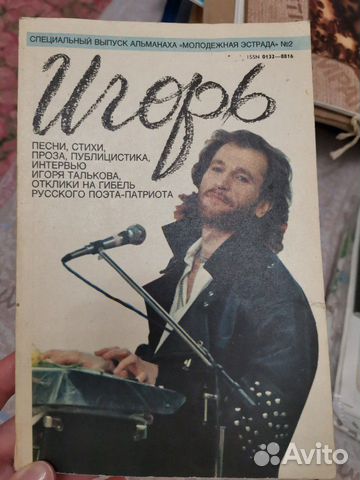 СПЕЦИАЛЬНЫЙ ВЫПУСК АЛЬМАНАХА «МОЛОДЕЖНАЯ ЭСТРАДА» №2
ISSN 0132—8816
Игорь
ПЕСНИ, СТИХИ,
ПРОЗА, ПУБЛИЦИСТИКА,
ИНТЕРВЬЮ
ИГОРЯ ТАЛЬКОВА,
ОТКЛИКИ НА ГИБЕЛЬ
РУССКОГО ПОЭТА-ПАТРИОТА
Avito